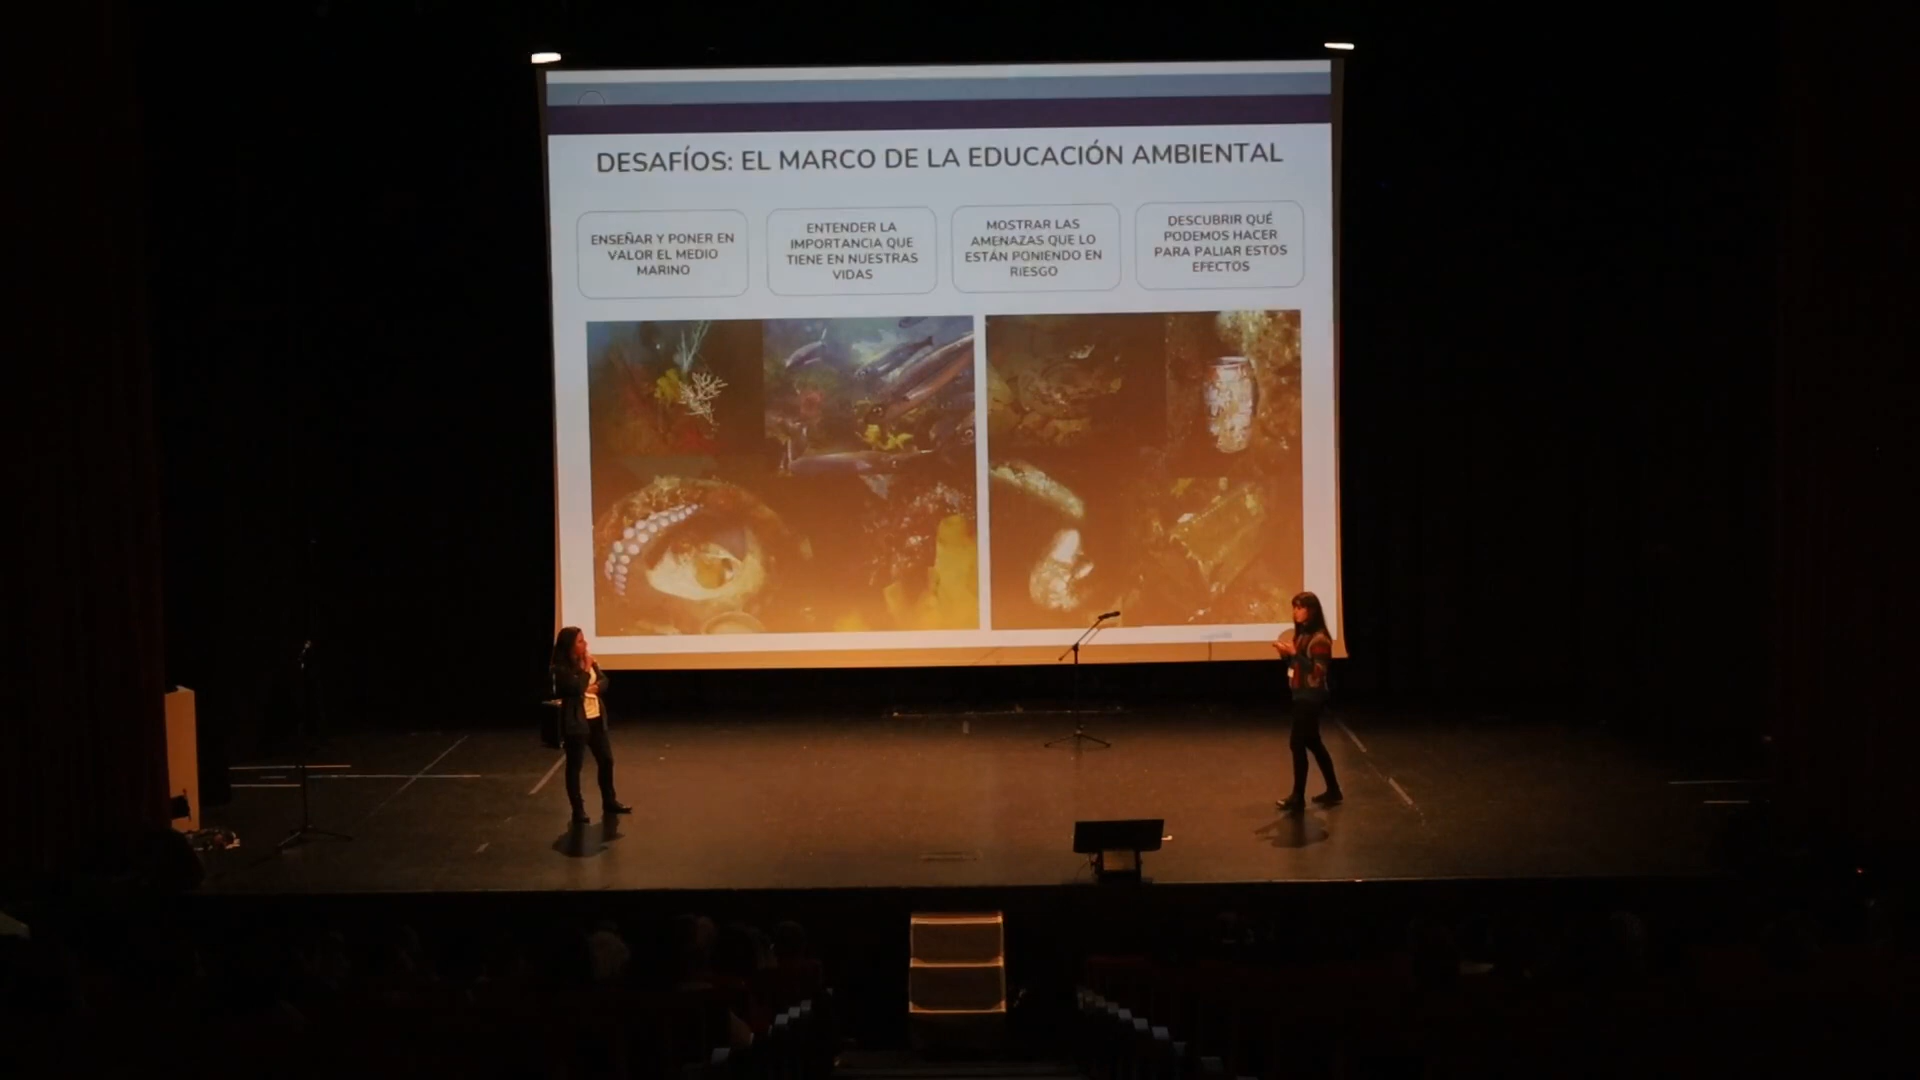 DESAFÍOS: EL MARCO DE LA EDUCACIÓN AMBIENTAL
ENSEÑAR Y PONER EN
VALOR EL MEDIO
MARINO
ENTENDER LA
IMPORTANCIA QUE
TIENE EN NUESTRAS
VIDAS
MOSTRAR LAS
AMENAZAS QUE LO
ESTÁN PONIENDO EN
RIESGO
DESCUBRIR QUÉ
PODEMOS HACER
PARA PALIAR ESTOS
EFECTOS